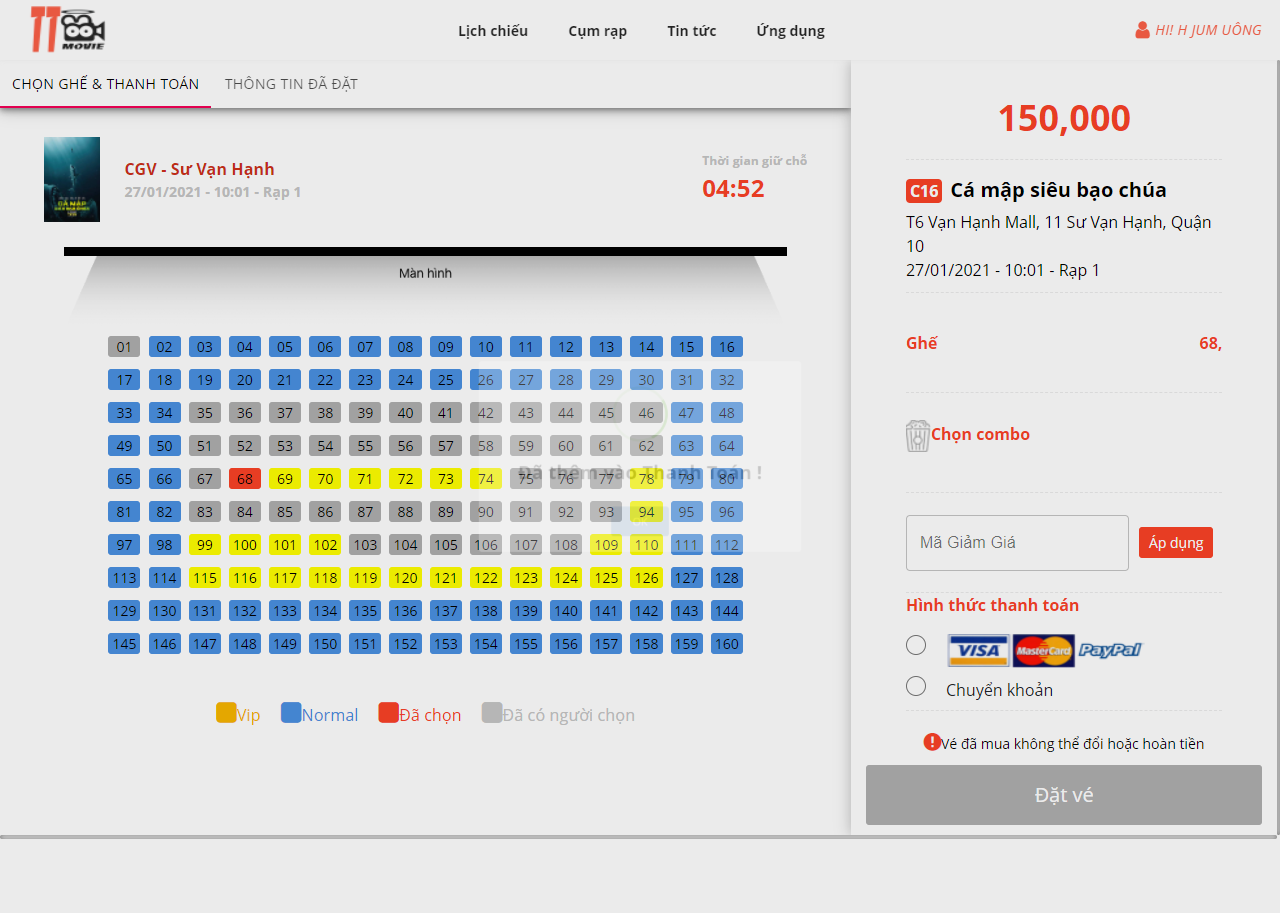 TT MOVIE
Lịch chiếu Cụm rạp Tin tức Ứng dụng
HI! H JUM UÔNG
CHỌN GHẾ & THANH TOÁN THÔNG TIN ĐÃ ĐẶT
CGV - Sư Vạn Hạnh
27/01/2021 - 10:01 - Rạp 1
Thời gian giữ chỗ
04:52
Màn hình
01 02 03 04 05 06 07 08 09 10 11 12 13 14 15 16
17 18 19 20 21 22 23 24 25 26 27 28 29 30 31 32
33 34 35 36 37 38 39 40 41 42 43 44 45 46 47 48
49 50 51 52 53 54 55 56 57 58 59 60 61 62 63 64
65 66 67 68 69 70 71 72 73 74 75 76 77 78 79 80
Đã thêm vào Thanh Toán !
81 82 83 84 85 86 87 88 89 90 91 92 93 94 95 96
97 98 99 100 101 102 103 104 105 106 107 108 109 110 111 112
113 114 115 116 117 118 119 120 121 122 123 124 125 126 127 128
129 130 131 132 133 134 135 136 137 138 139 140 141 142 143 144
145 146 147 148 149 150 151 152 153 154 155 156 157 158 159 160
Vip Normal Đã chọn Đã có người chọn
150,000
C16 Cá mập siêu bạo chúa
T6 Vạn Hạnh Mall, 11 Sư Vạn Hạnh, Quận
10
27/01/2021 - 10:01 - Rạp 1
Ghế 68,
Chọn combo
Mã Giảm Giá Áp dụng
Hình thức thanh toán
VISA MasterCard PayPal
Chuyển khoản
Vé đã mua không thể đổi hoặc hoàn tiền
Đặt vé